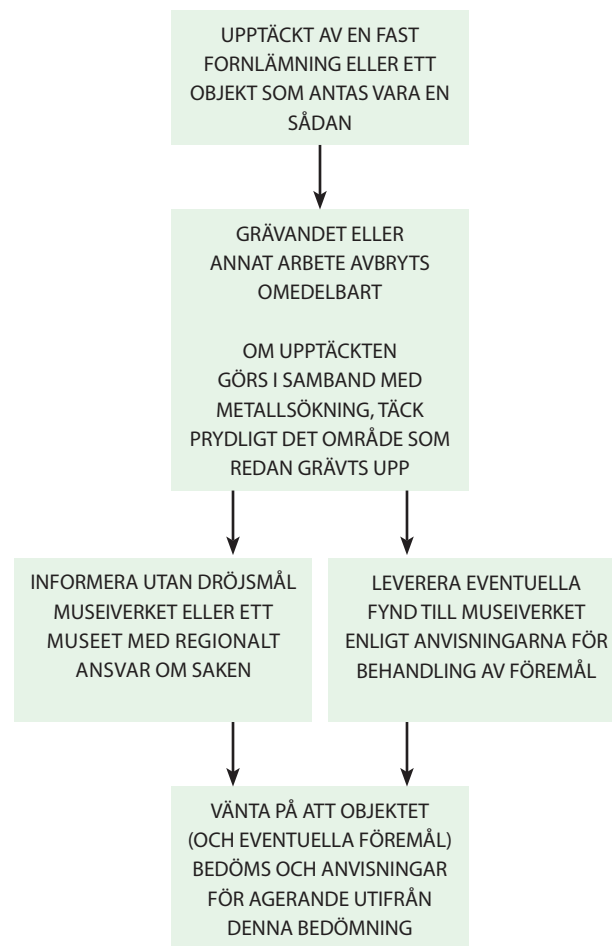 UPPTÄCKT AV EN FAST
FORNLÄMNING ELLER ETT
OBJEKT SOM ANTAS VARA EN
SÅDAN
GRÄVANDET ELLER
ANNAT ARBETE AVBRYTS
OMEDELBART
OM UPPTÄCKTEN
GÖRS I SAMBAND MED
METALLSÖKNING, TÄCK
PRYDLIGT DET OMRÅDE SOM
REDAN GRÄVTS UPP
INFORMERA UTAN DRÖJSMÅL
MUSEIVERKET ELLER ETT
MUSEET MED REGIONALT
ANSVAR OM SAKEN
LEVERERA EVENTUELLA
FYND TILL MUSEIVERKET
ENLIGT ANVISNINGARNA FÖR
BEHANDLING AV FÖREMÅL
VÄNTA PÅ ATT OBJEKTET
(OCH EVENTUELLA FÖREMÅL)
BEDÖMS OCH ANVISNINGAR
FÖR AGERANDE UTIFRÅN
DENNA BEDÖMNING